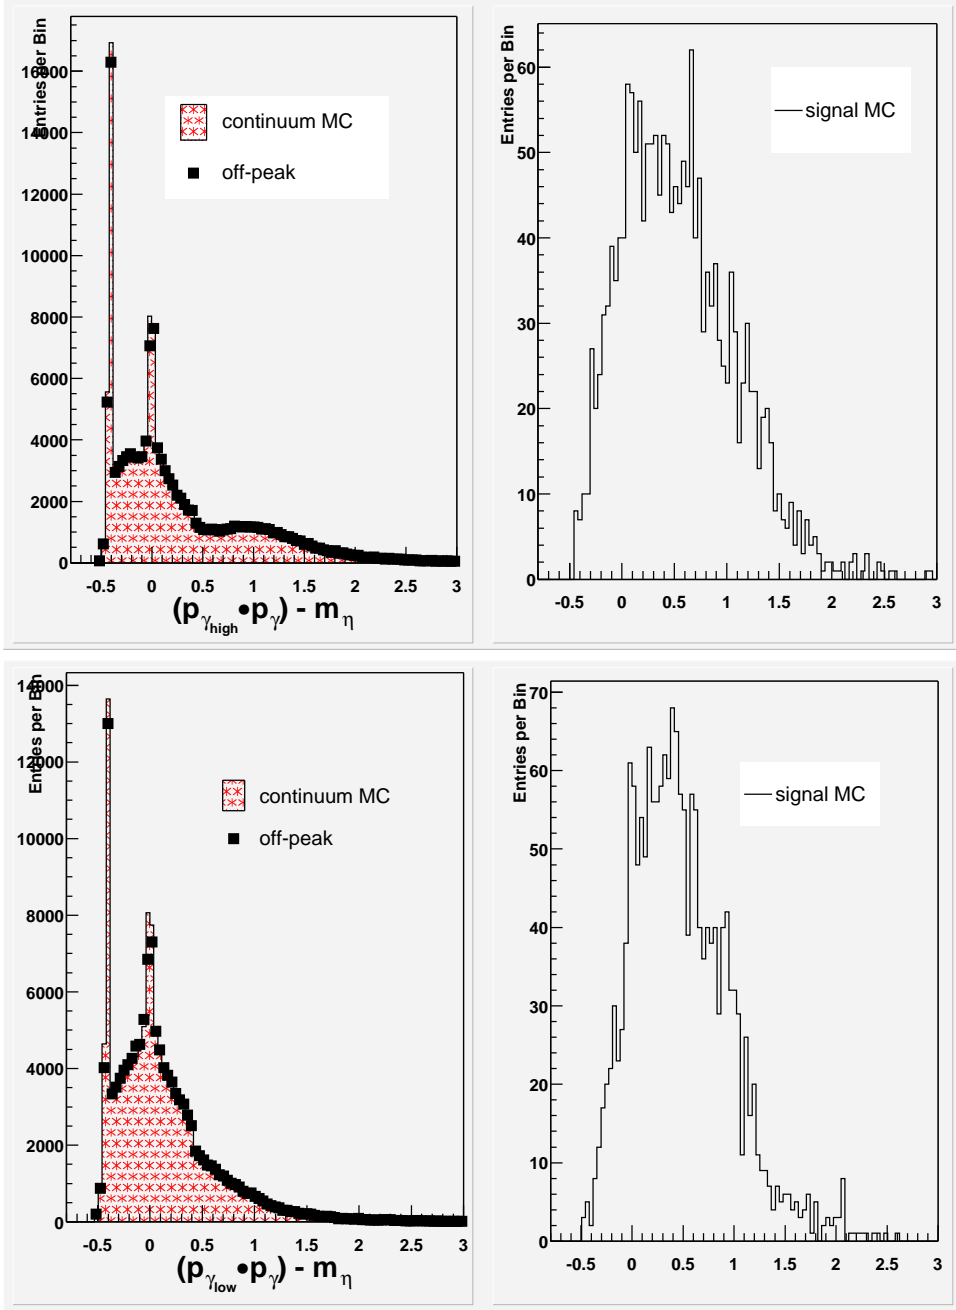 Entries per Bin
16000
14000
12000
10000
8000
6000
4000
2000
0
continuum MC
off-peak
-0.5 0 0.5 1 1.5 2 2.5 3
(pγhigh•pγ) - mη
Entries per Bin
60
50
40
30
20
10
0
signal MC
-0.5 0 0.5 1 1.5 2 2.5 3
Entries per Bin
14000
12000
10000
8000
6000
4000
2000
0
continuum MC
off-peak
-0.5 0 0.5 1 1.5 2 2.5 3
(pγlow•pγ) - mη
Entries per Bin
70
60
50
40
30
20
10
0
signal MC
-0.5 0 0.5 1 1.5 2 2.5 3